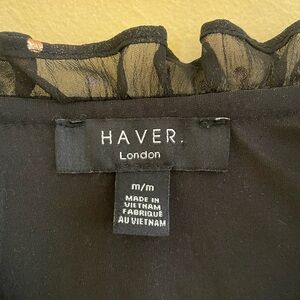 HAVER.
London
m/m
MADE IN
VIETNAM
FABRIQUÉ
AU VIETNAM